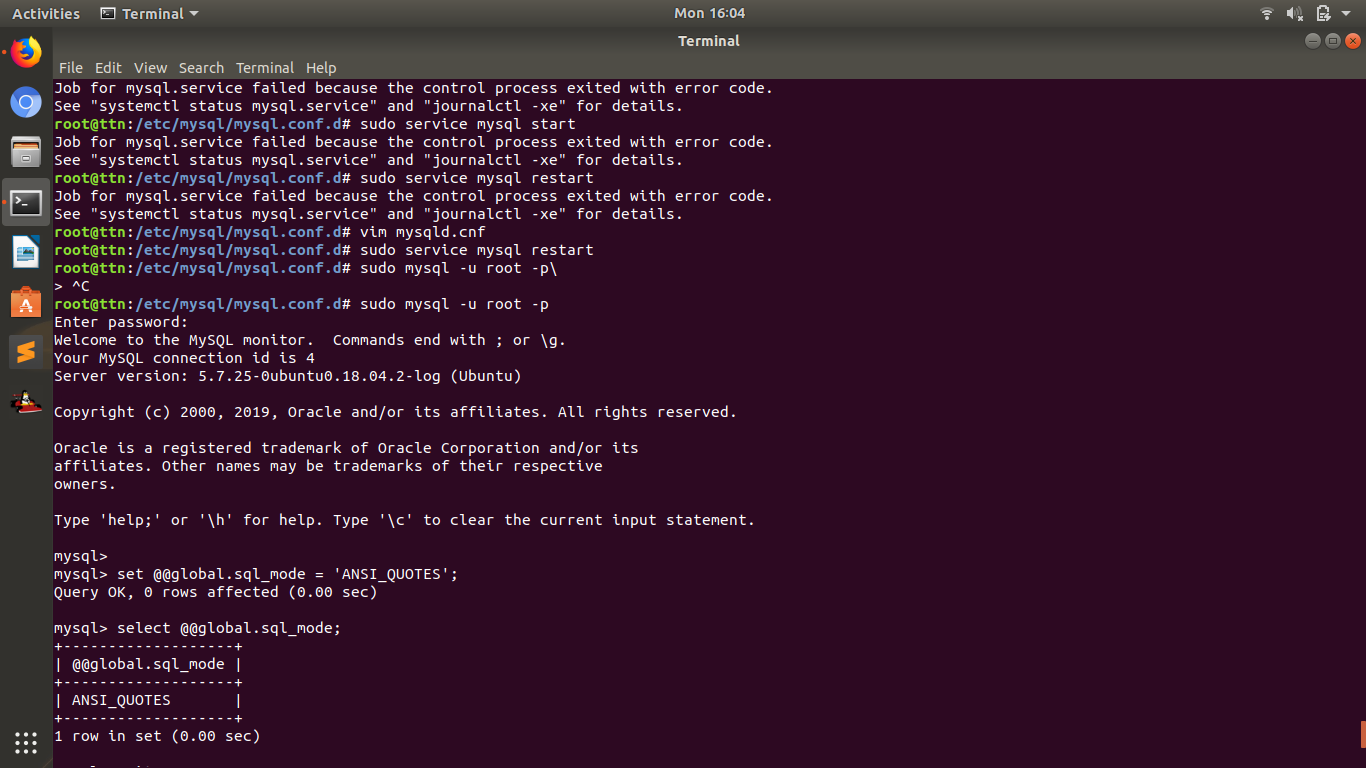 Activities Terminal Mon 16:04
Terminal
File Edit View Search Terminal Help
Job for mysql.service failed because the control process exited with error code.
See "systemctl status mysql.service" and "journalctl -xe" for details.
root@ttn:/etc/mysql/mysql.conf.d# sudo service mysql start
Job for mysql.service failed because the control process exited with error code.
See "systemctl status mysql.service" and "journalctl -xe" for details.
root@ttn:/etc/mysql/mysql.conf.d# sudo service mysql restart
Job for mysql.service failed because the control process exited with error code.
See "systemctl status mysql.service" and "journalctl -xe" for details.
root@ttn:/etc/mysql/mysql.conf.d# vim mysqld.cnf
root@ttn:/etc/mysql/mysql.conf.d# sudo service mysql restart
root@ttn:/etc/mysql/mysql.conf.d# sudo mysql -u root -p\
> ^C
root@ttn:/etc/mysql/mysql.conf.d# sudo mysql -u root -p
Enter password:
Welcome to the MySQL monitor.  Commands end with ; or \g.
Your MySQL connection id is 4
Server version: 5.7.25-0ubuntu0.18.04.2-log (Ubuntu)

Copyright (c) 2000, 2019, Oracle and/or its affiliates. All rights reserved.

Oracle is a registered trademark of Oracle Corporation and/or its
affiliates. Other names may be trademarks of their respective
owners.

Type 'help;' or '\h' for help. Type '\c' to clear the current input statement.

mysql>
mysql> set @@global.sql_mode = 'ANSI_QUOTES';
Query OK, 0 rows affected (0.00 sec)

mysql> select @@global.sql_mode;
+-------------------+
| @@global.sql_mode |
+-------------------+
| ANSI_QUOTES       |
+-------------------+
1 row in set (0.00 sec)